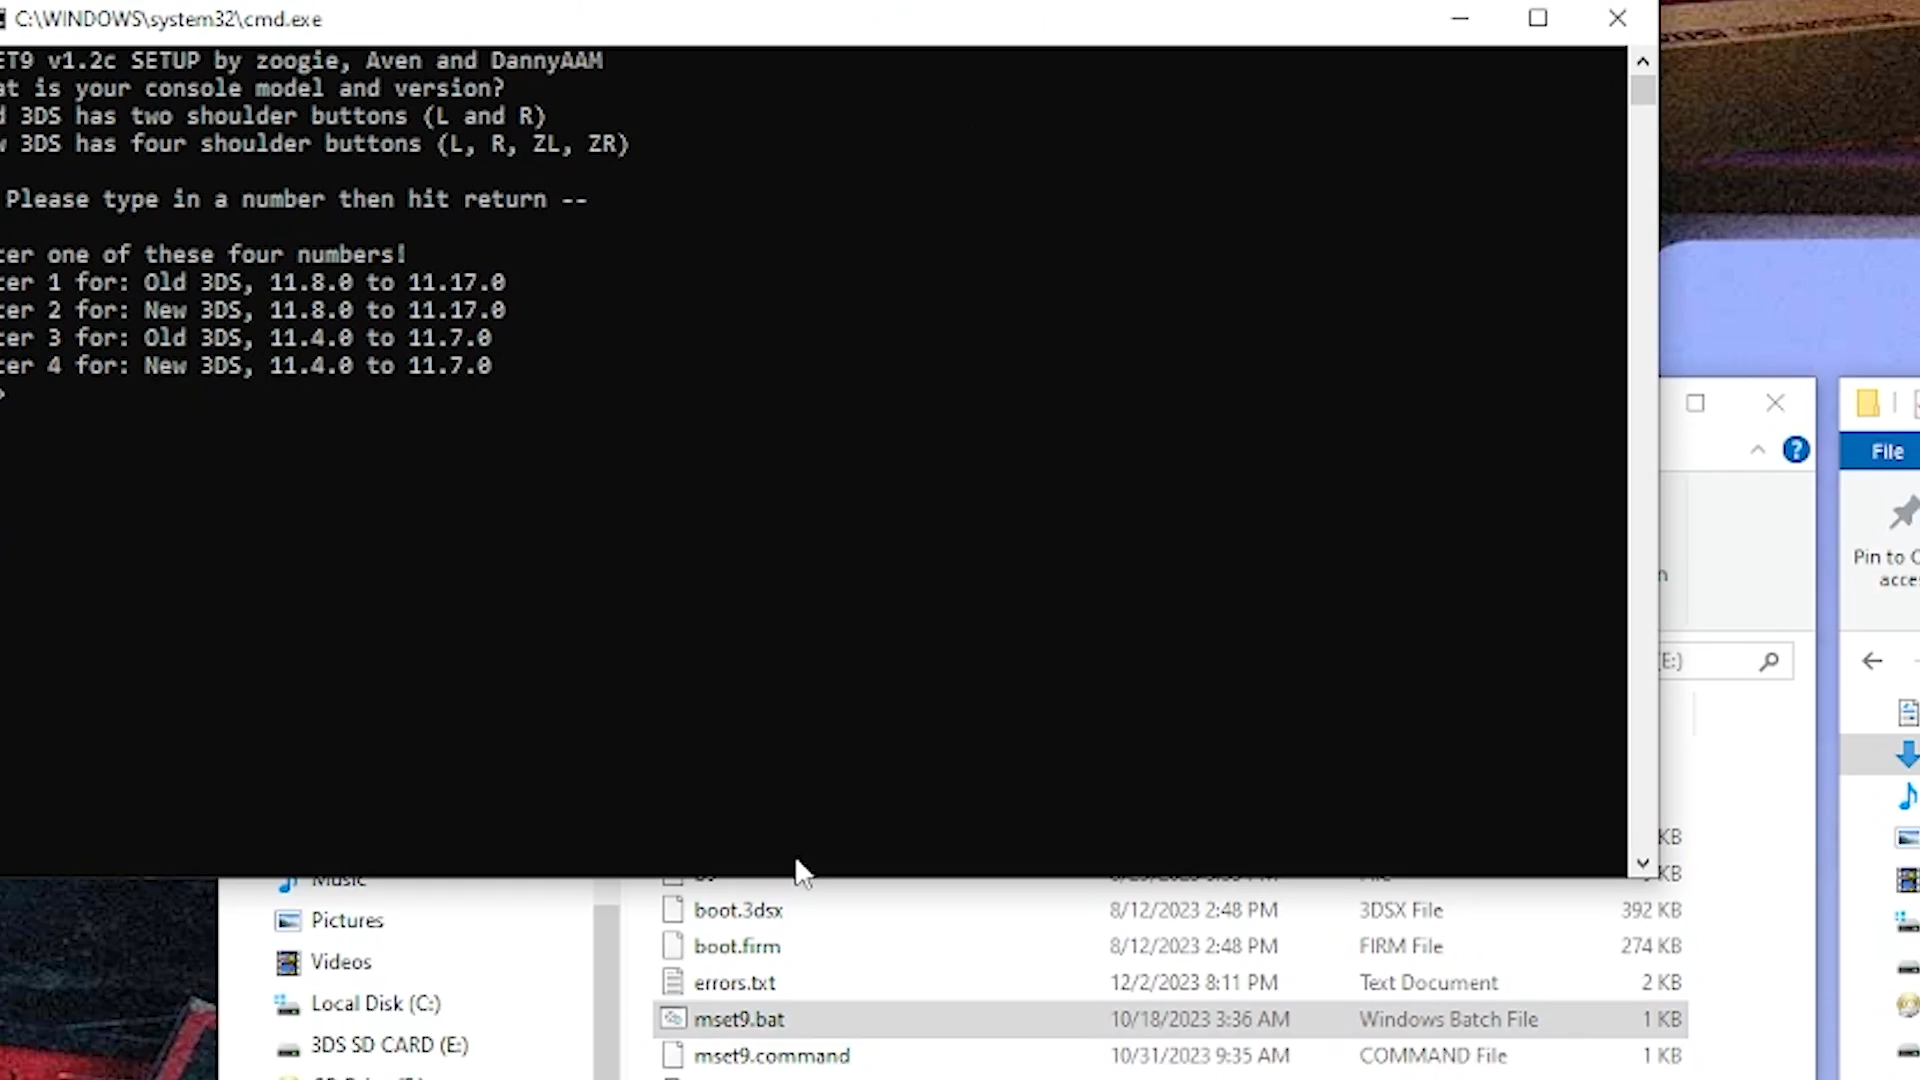 C:\WINDOWS\system32\cmd.exe
ET9 v1.2c SETUP by zoogie, Aven and DannyAAM
at is your console model and version?
d 3DS has two shoulder buttons (L and R)
w 3DS has four shoulder buttons (L, R, ZL, ZR)
Please type in a number then hit return --
ter one of these four numbers!
ter 1 for: Old 3DS, 11.8.0 to 11.17.0
ter 2 for: New 3DS, 11.8.0 to 11.17.0
ter 3 for: Old 3DS, 11.4.0 to 11.7.0
ter 4 for: New 3DS, 11.4.0 to 11.7.0
File
Pin to
(E:)
KB
Music
KB
boot.3dsx 8/12/2023 2:48 PM 3DSX File 392 KB
Pictures
boot.firm 8/12/2023 2:48 PM FIRM File 274 KB
Videos
errors.txt 12/2/2023 8:11 PM Text Document 2 KB
Local Disk (C:)
mset9.bat 10/18/2023 3:36 AM Windows Batch File 1 KB
3DS SD CARD (E:)
mset9.command 10/31/2023 9:35 AM COMMAND File 1 KB